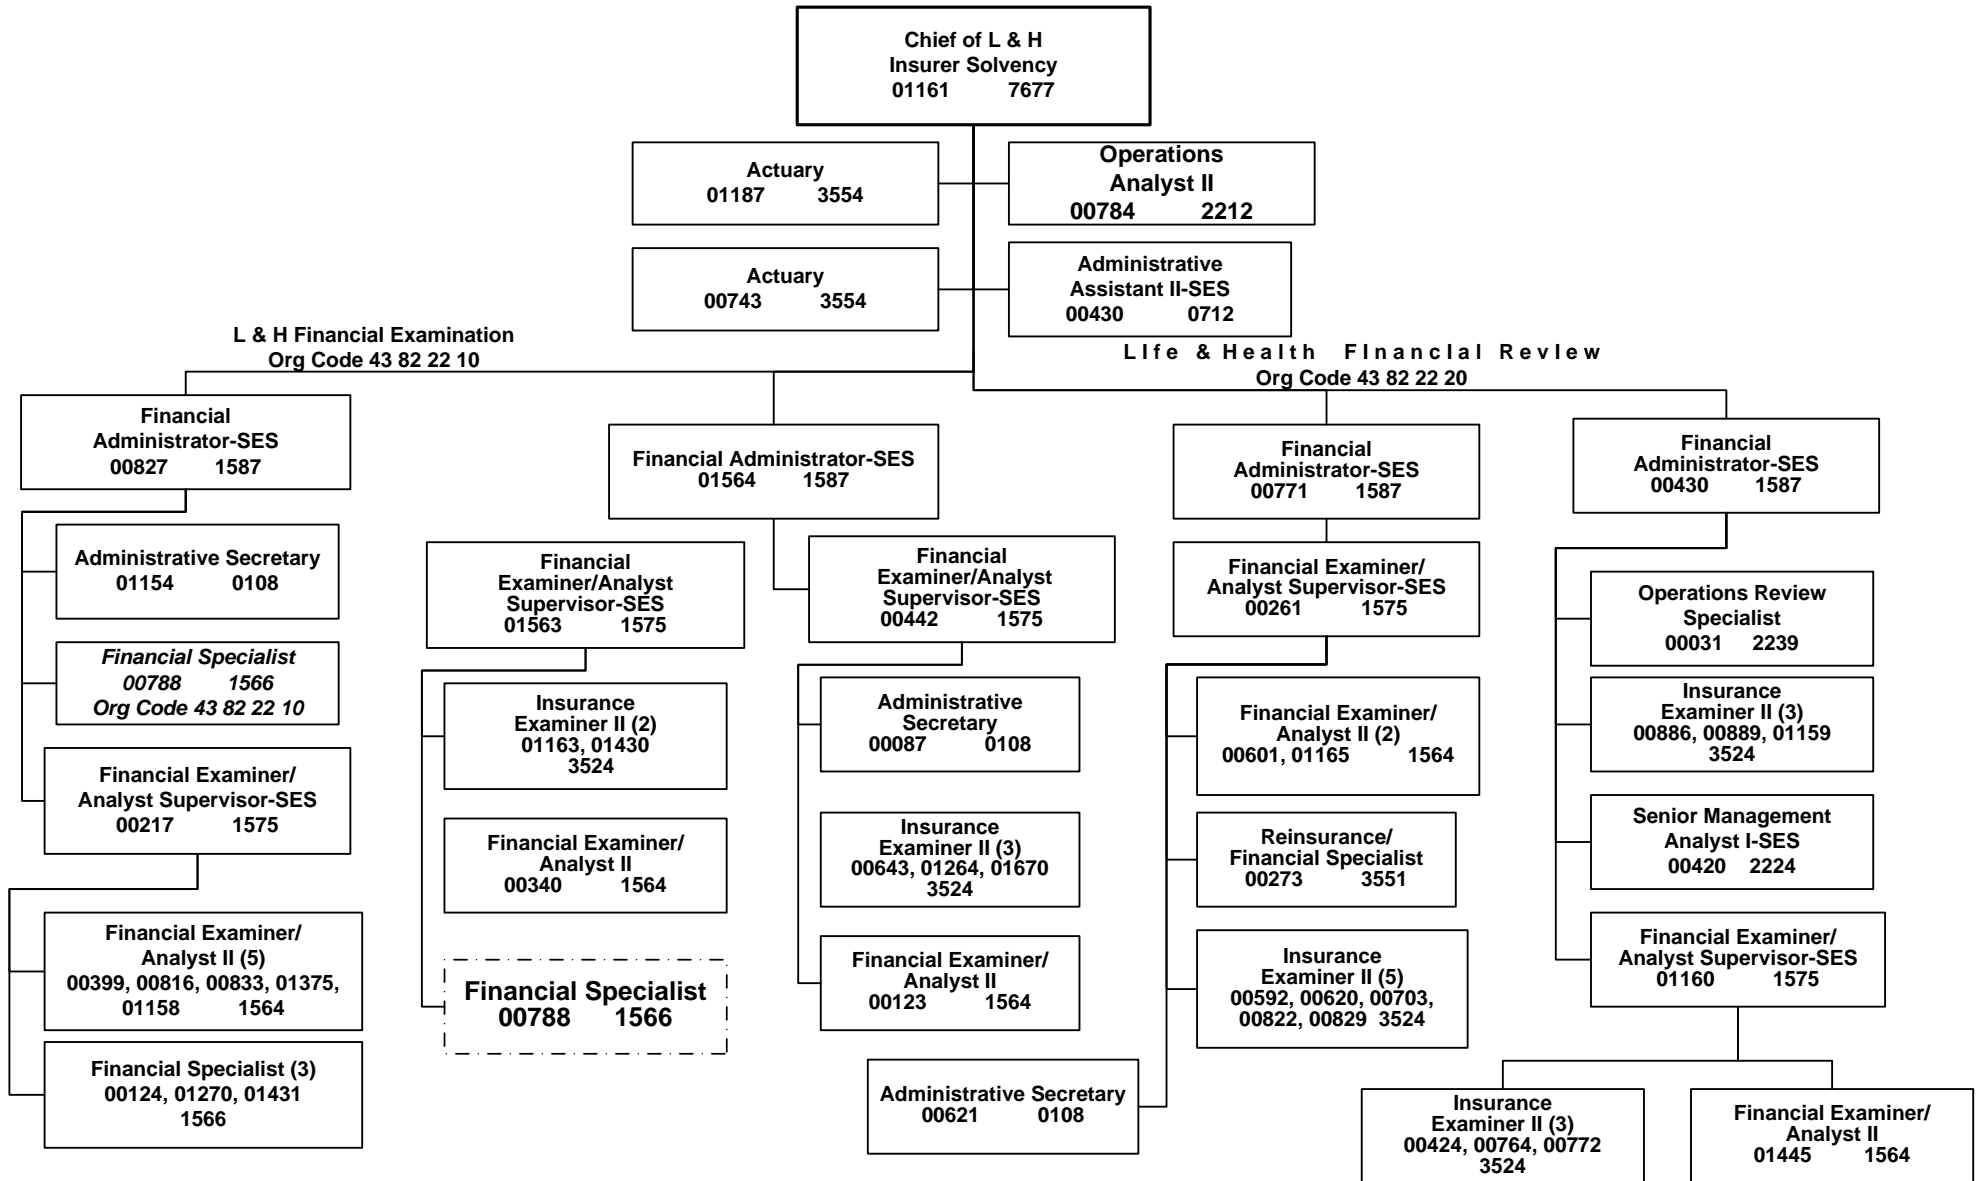 Chief of L & H
Insurer Solvency
01161 7677
Actuary
01187 3554
Operations
Analyst II
00784 2212
Actuary
00743 3554
Administrative
Assistant II-SES
00430 0712
L & H Financial Examination
Org Code 43 82 22 10
LIfe & Health FInancIal RevIew
Org Code 43 82 22 20
Financial
Administrator-SES
00827 1587
Administrative Secretary
01154 0108
Financial Specialist
00788 1566
Org Code 43 82 22 10
Financial Examiner/
Analyst Supervisor-SES
00217 1575
Financial Examiner/
Analyst II (5)
00399, 00816, 00833, 01375,
01158 1564
Financial Specialist (3)
00124, 01270, 01431
1566
Financial Administrator-SES
01564 1587
Financial
Examiner/Analyst
Supervisor-SES
01563 1575
Insurance
Examiner II (2)
01163, 01430
3524
Financial Examiner/
Analyst II
00340 1564
Financial Specialist
00788 1566
Financial
Examiner/Analyst
Supervisor-SES
00442 1575
Administrative
Secretary
00087 0108
Insurance
Examiner II (3)
00643, 01264, 01670
3524
Financial Examiner/
Analyst II
00123 1564
Financial
Administrator-SES
00771 1587
Financial Examiner/
Analyst Supervisor-SES
00261 1575
Financial Examiner/
Analyst II (2)
00601, 01165 1564
Reinsurance/
Financial Specialist
00273 3551
Insurance
Examiner II (5)
00592, 00620, 00703,
00822, 00829 3524
Administrative Secretary
00621 0108
Financial
Administrator-SES
00430 1587
Operations Review
Specialist
00031 2239
Insurance
Examiner II (3)
00886, 00889, 01159
3524
Senior Management
Analyst I-SES
00420 2224
Financial Examiner/
Analyst Supervisor-SES
01160 1575
Insurance
Examiner II (3)
00424, 00764, 00772
3524
Financial Examiner/
Analyst II
01445 1564